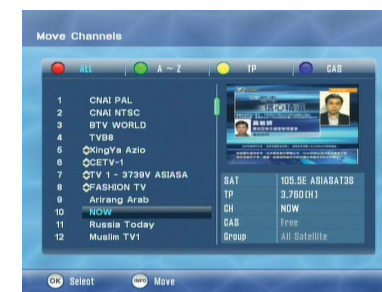 Move Channels
ALL A ~ Z TP CAS
1 CNAI PAL
2 CNAI NTSC
3 BTV WORLD
4 TVB8
5 XingYa Azio
6 CETV-1
7 TV 1 - 3739V ASIASA
8 FASHION TV
9 Arirang Arab
10 NOW
11 Russia Today
12 Muslim TV1
SAT 105.5E ASIASAT3S
TP 3.760(H)
CH NOW
CAS Free
Group All Satellite
OK Select INFO Move